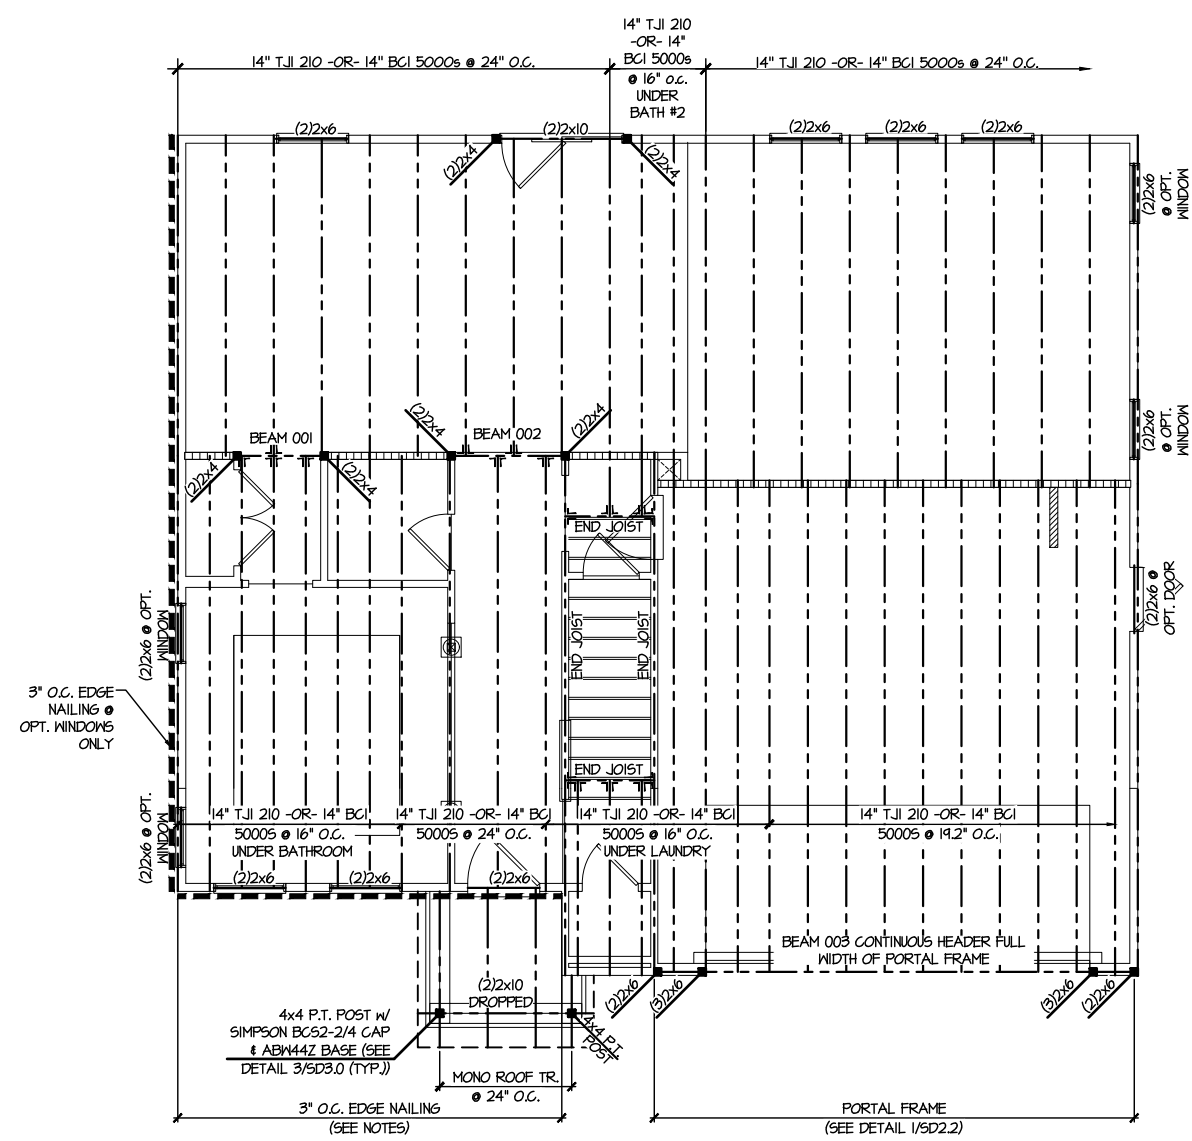 14" TJI 210
-OR- 14"
BCI 5000s
@ 16" o.c.
UNDER
BATH #2
14" TJI 210 -OR- 14" BCI 5000s @ 24" O.C.
14" TJI 210 -OR- 14" BCI 5000s @ 24" O.C.
(2)2x6
(2)2x10
(2)2x6
(2)2x6
(2)2x6
(2)2x4
(2)2x4
(2)2x6
@ OPT.
WINDOW
(2)2x4
(2)2x4
BEAM 001
BEAM 002
(2)2x6
@ OPT.
WINDOW
(2)2x4
(2)2x4
END JOIST
(2)2x6 @
OPT. DOOR
(2)2x6 @ OPT.
WINDOW
END JOIST
END JOIST
3" O.C. EDGE
NAILING @
OPT. WINDOWS
ONLY
END JOIST
(2)2x6 @ OPT.
WINDOW
14" TJI 210 -OR- 14" BCI
5000S @ 16" O.C.
UNDER BATHROOM
14" TJI 210 -OR- 14" BCI
5000S @ 24" O.C.
14" TJI 210 -OR- 14" BCI
5000S @ 16" O.C.
UNDER LAUNDRY
14" TJI 210 -OR- 14" BCI
5000S @ 19.2" O.C.
(2)2x6
(2)2x6
(2)2x6
BEAM 003 CONTINUOUS HEADER FULL
WIDTH OF PORTAL FRAME
(2)2x10
DROPPED
(2)2x6
(3)2x6
(3)2x6
(2)2x6
4x4 P.T. POST W/
SIMPSON BCS2-2/4 CAP
& ABW44Z BASE (SEE
DETAIL 3/SD3.0 (TYP.))
4x4 P.T.
POST
MONO ROOF TR.
@ 24" O.C.
3" O.C. EDGE NAILING
(SEE NOTES)
PORTAL FRAME
(SEE DETAIL 1/SD2.2)